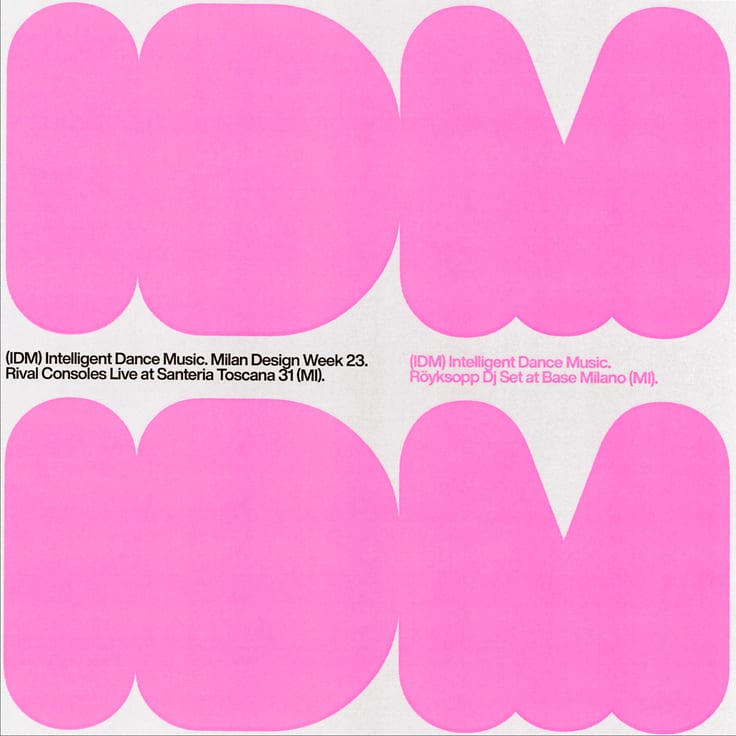 IDM
(IDM) Intelligent Dance Music. Milan Design Week 23.
Rival Consoles Live at Santeria Toscana 31 (MI).
(IDM) Intelligent Dance Music.
Röyksopp Dj Set at Base Milano (MI).
IDM